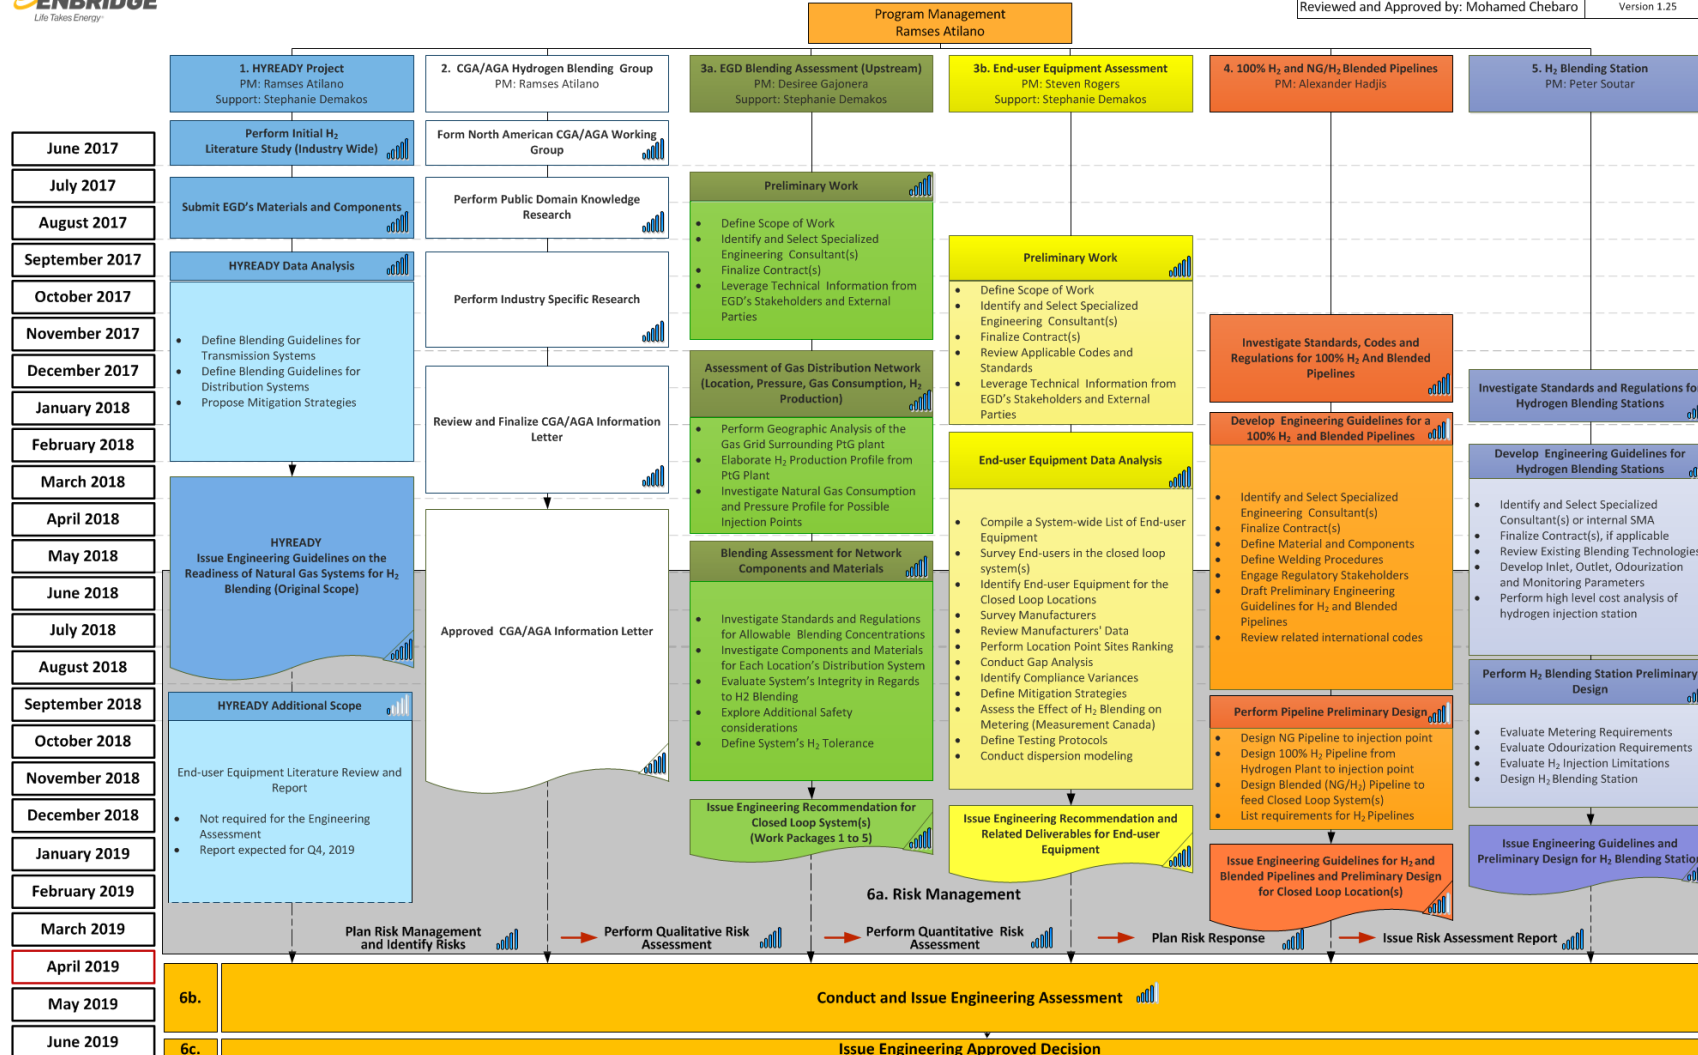 ENBRIDGE
Life Takes Energy
Reviewed and Approved by: Mohamed Chebaro
Version 1.25
Program Management
Ramses Atilano
1. HYREADY Project
PM: Ramses Atilano
Support: Stephanie Demakos
2. CGA/AGA Hydrogen Blending Group
PM: Ramses Atilano
3a. EGD Blending Assessment (Upstream)
PM: Desiree Gajonera
Support: Stephanie Demakos
3b. End-user Equipment Assessment
PM: Steven Rogers
Support: Stephanie Demakos
4. 100% H2 and NG/H2 Blended Pipelines
PM: Alexander Hadjis
5. H2 Blending Station
PM: Peter Soutar
June 2017
July 2017
August 2017
September 2017
October 2017
November 2017
December 2017
January 2018
February 2018
March 2018
April 2018
May 2018
June 2018
July 2018
August 2018
September 2018
October 2018
November 2018
December 2018
January 2019
February 2019
March 2019
April 2019
May 2019
June 2019
Perform Initial H2
Literature Study (Industry Wide)
Submit EGD's Materials and Components
HYREADY Data Analysis
• Define Blending Guidelines for
Transmission Systems
• Define Blending Guidelines for
Distribution Systems
• Propose Mitigation Strategies
HYREADY
Issue Engineering Guidelines on the
Readiness of Natural Gas Systems for H2
Blending (Original Scope)
HYREADY Additional Scope
End-user Equipment Literature Review and
Report
• Not required for the Engineering
Assessment
• Report expected for Q4, 2019
Form North American CGA/AGA Working
Group
Perform Public Domain Knowledge
Research
Perform Industry Specific Research
Review and Finalize CGA/AGA Information
Letter
Approved CGA/AGA Information Letter
Preliminary Work
• Define Scope of Work
• Identify and Select Specialized
Engineering Consultant(s)
• Finalize Contract(s)
• Leverage Technical Information from
EGD's Stakeholders and External
Parties
Assessment of Gas Distribution Network
(Location, Pressure, Gas Consumption, H2
Production)
• Perform Geographic Analysis of the
Gas Grid Surrounding PtG plant
• Elaborate H2 Production Profile from
PtG Plant
• Investigate Natural Gas Consumption
and Pressure Profile for Possible
Injection Points
Blending Assessment for Network
Components and Materials
• Investigate Standards and Regulations
for Allowable Blending Concentrations
• Investigate Components and Materials
for Each Location's Distribution System
• Evaluate System's Integrity in Regards
to H2 Blending
• Explore Additional Safety
considerations
• Define System's H2 Tolerance
Issue Engineering Recommendation for
Closed Loop System(s)
(Work Packages 1 to 5)
Preliminary Work
• Define Scope of Work
• Identify and Select Specialized
Engineering Consultant(s)
• Finalize Contract(s)
• Review Applicable Codes and
Standards
• Leverage Technical Information from
EGD's Stakeholders and External
Parties
End-user Equipment Data Analysis
• Compile a System-wide List of End-user
Equipment
• Survey End-users in the closed loop
system(s)
• Identify End-user Equipment for the
Closed Loop Locations
• Survey Manufacturers
• Review Manufacturers' Data
• Perform Location Point Sites Ranking
• Conduct Gap Analysis
• Identify Compliance Variances
• Define Mitigation Strategies
• Assess the Effect of H2 Blending on
Metering (Measurement Canada)
• Define Testing Protocols
• Conduct dispersion modeling
Issue Engineering Recommendation and
Related Deliverables for End-user
Equipment
Investigate Standards, Codes and
Regulations for 100% H2 And Blended
Pipelines
Develop Engineering Guidelines for a
100% H2 and Blended Pipelines
• Identify and Select Specialized
Engineering Consultant(s)
• Finalize Contract(s)
• Define Material and Components
• Define Welding Procedures
• Engage Regulatory Stakeholders
• Draft Preliminary Engineering
Guidelines for H2 and Blended
Pipelines
• Review related international codes
Perform Pipeline Preliminary Design
• Design NG Pipeline to injection point
• Design 100% H2 Pipeline from
Hydrogen Plant to injection point
• Design Blended (NG/H2) Pipeline to
feed Closed Loop System(s)
• List requirements for H2 Pipelines
Issue Engineering Guidelines for H2 and
Blended Pipelines and Preliminary Design
for Closed Loop Location(s)
Investigate Standards and Regulations fo
Hydrogen Blending Stations
Develop Engineering Guidelines for
Hydrogen Blending Stations
• Identify and Select Specialized
Consultant(s) or internal SMA
• Finalize Contract(s), if applicable
• Review Existing Blending Technologies
• Develop Inlet, Outlet, Odourization
and Monitoring Parameters
• Perform high level cost analysis of
hydrogen injection station
Perform H2 Blending Station Preliminary
Design
• Evaluate Metering Requirements
• Evaluate Odourization Requirements
• Evaluate H2 Injection Limitations
• Design H2 Blending Station
Issue Engineering Guidelines and
Preliminary Design for H2 Blending Statio
6a. Risk Management
Plan Risk Management
and Identify Risks
Perform Qualitative Risk
Assessment
Perform Quantitative Risk
Assessment
Plan Risk Response
Issue Risk Assessment Report
6b.
Conduct and Issue Engineering Assessment
6c.
Issue Engineering Approved Decision